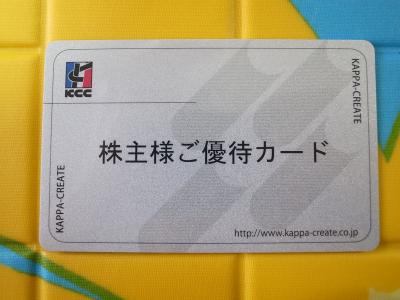 KCC
KAPPA-CREATE
株主様ご優待カード
KAPPA-CREATE
http://www.kappa-create.co.jp